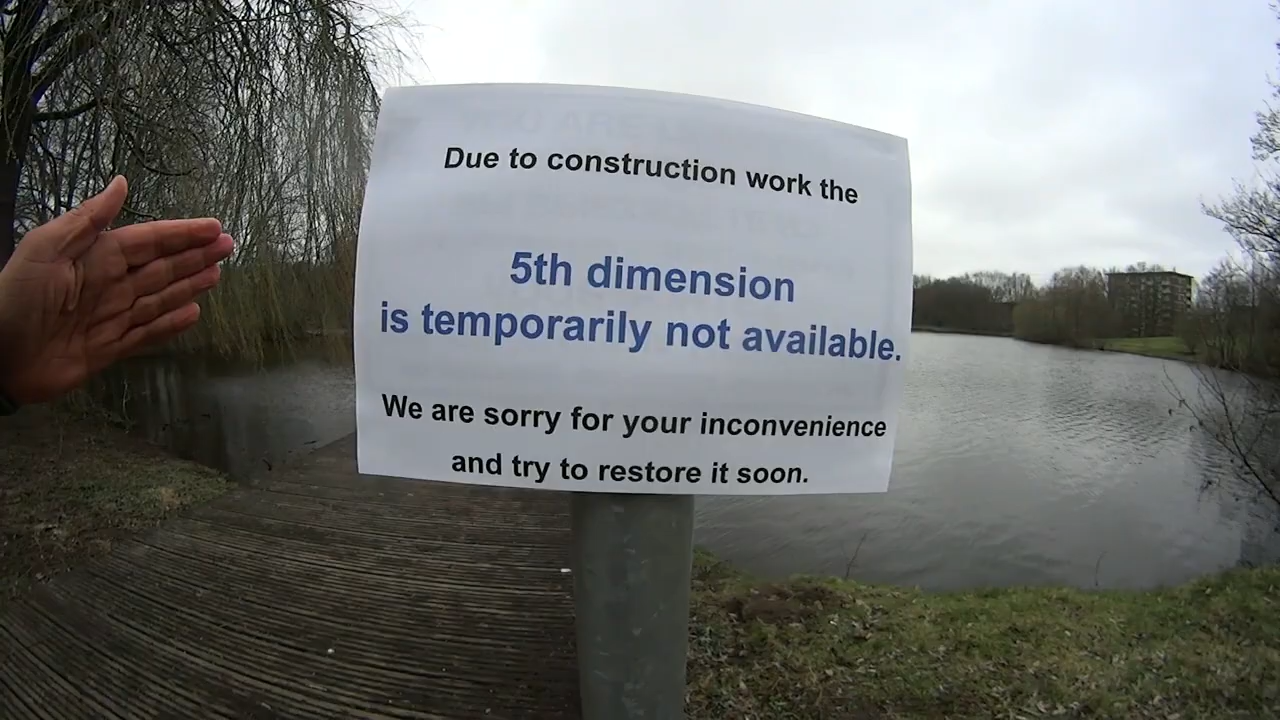 Due to construction work the
5th dimension
is temporarily not available.
We are sorry for your inconvenience
and try to restore it soon.